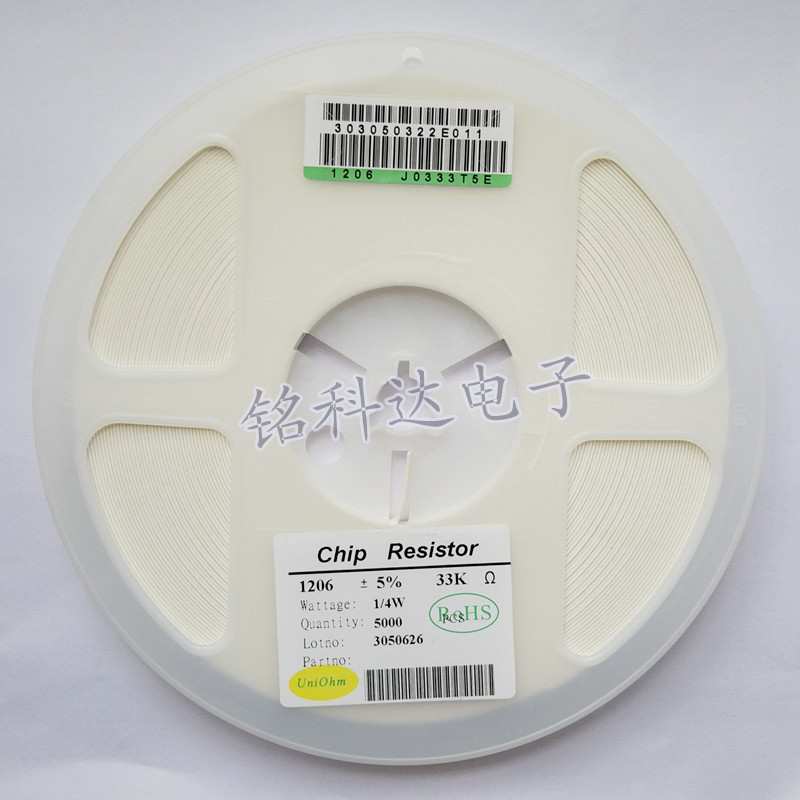 303050322E011
1206 J0333T5E
铭科达电子
Chip Resistor
1206 ± 5% 33K Ω
Wattage: 1/4W
Quantity: 5000 PCS
RoHS
Lotno: 3050626
Partno:
UniOhm